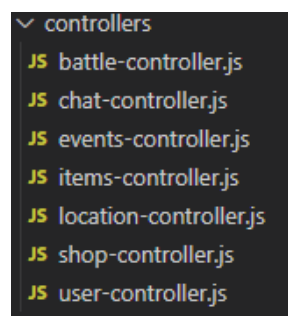 controllers
JS battle-controller.js
JS chat-controller.js
JS events-controller.js
JS items-controller.js
JS location-controller.js
JS shop-controller.js
JS user-controller.js